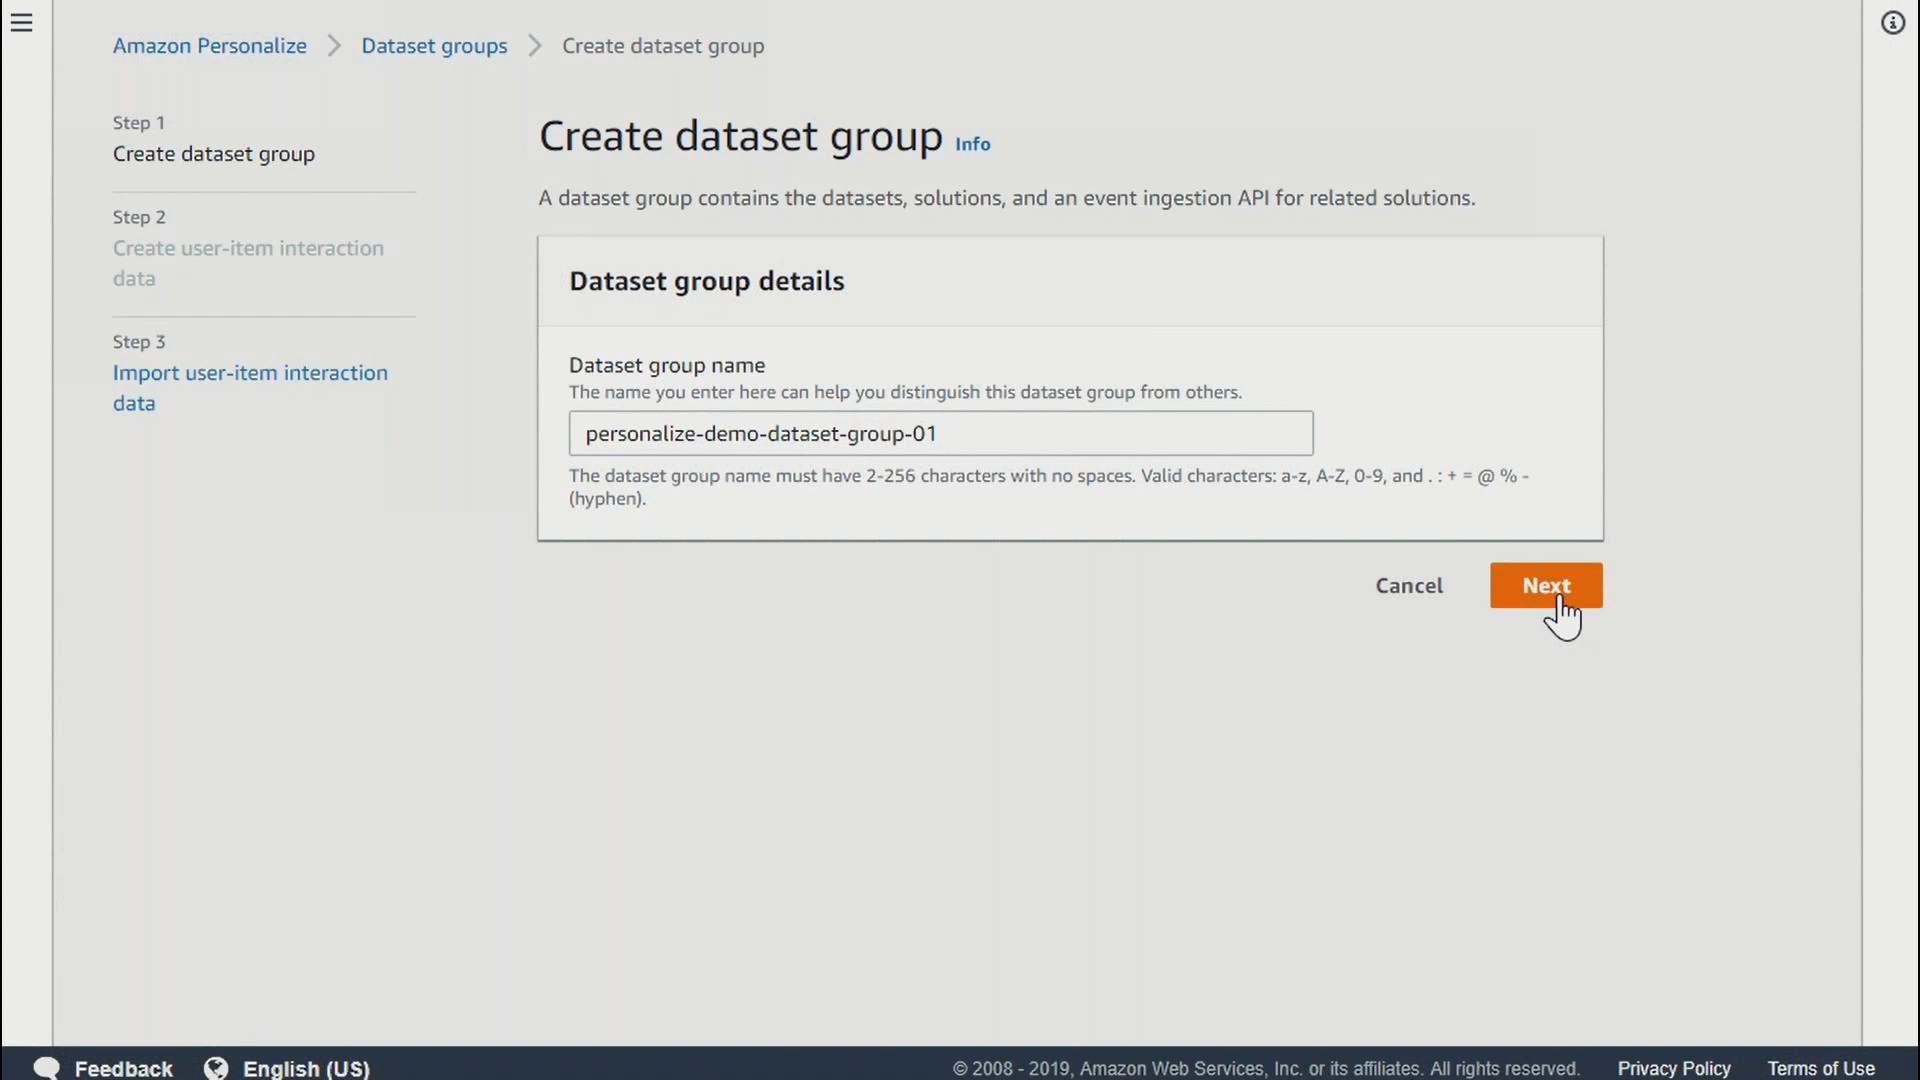 Amazon Personalize > Dataset groups > Create dataset group
Step 1
Create dataset group
Step 2
Create user-item interaction
data
Step 3
Import user-item interaction
data
Create dataset group Info
A dataset group contains the datasets, solutions, and an event ingestion API for related solutions.
Dataset group details
Dataset group name
The name you enter here can help you distinguish this dataset group from others.
personalize-demo-dataset-group-01
The dataset group name must have 2-256 characters with no spaces. Valid characters: a-z, A-Z, 0-9, and . : + = @ % -
(hyphen).
Cancel Next
Feedback English (US) © 2008 - 2019, Amazon Web Services, Inc. or its affiliates. All rights reserved. Privacy Policy Terms of Use